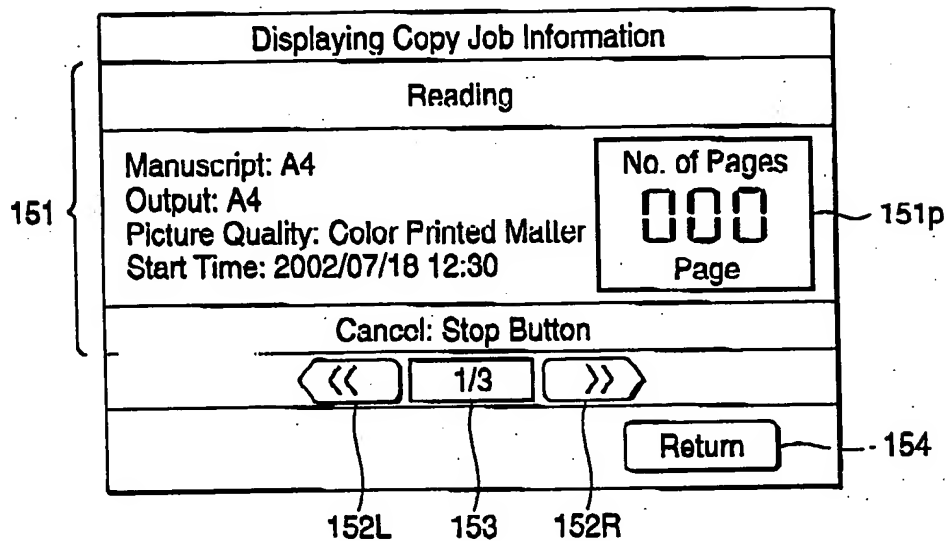 Displaying Copy Job Information
Reading
Manuscript: A4
Output: A4
Picture Quality: Color Printed Matter
Start Time: 2002/07/18 12:30
No. of Pages
000
Page
151
151p
Cancel: Stop Button
<< 1/3 >>
Return
154
152L 153 152R